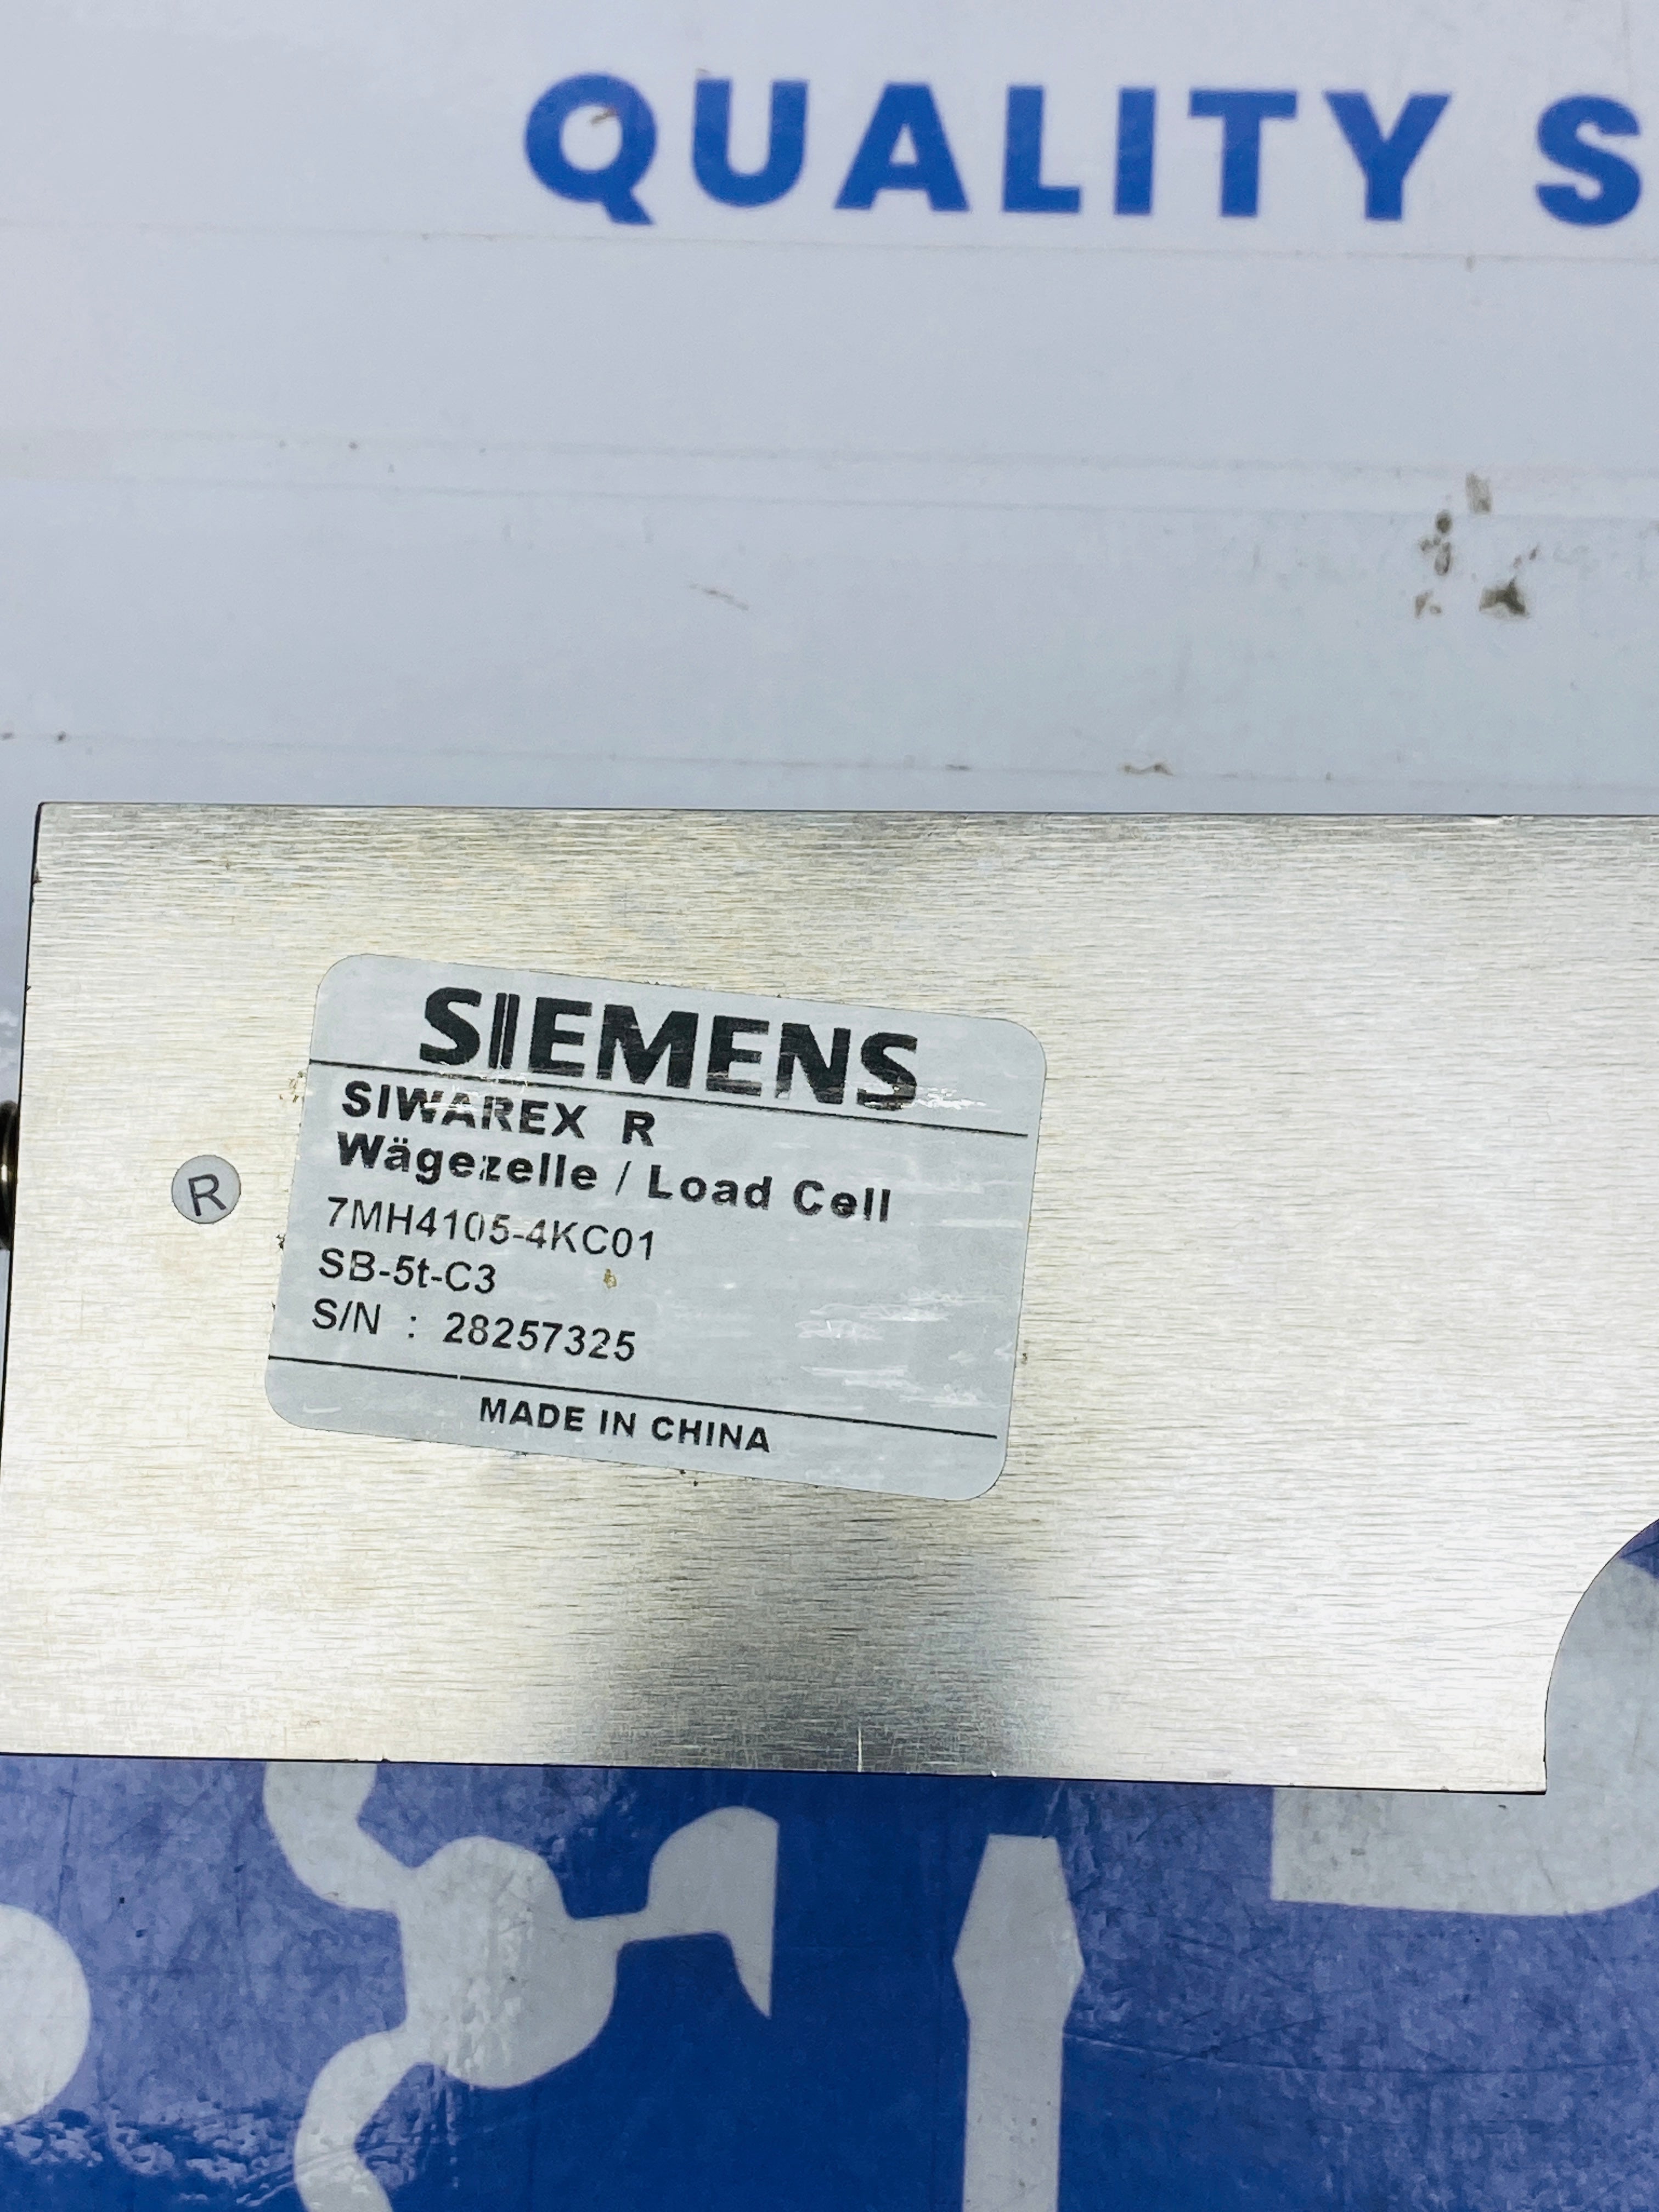 QUALITY S
SIEMENS
SIWAREX R
Wägezelle / Load Cell
R
7MH4105-4KC01
SB-5t-C3
S/N : 28257325
MADE IN CHINA